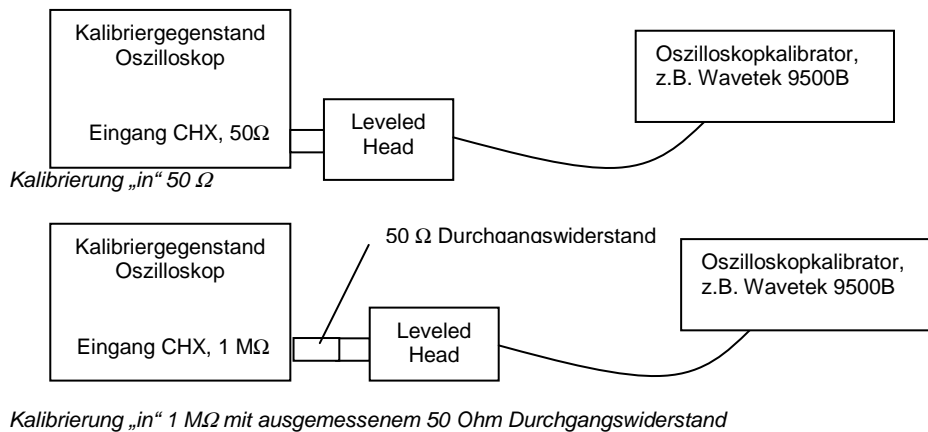 Kalibriergegenstand
Oszilloskop
Eingang CHX, 50Ω
Leveled
Head
Oszilloskopkalibrator,
z.B. Wavetek 9500B
Kalibrierung „in“ 50 Ω
Kalibriergegenstand
Oszilloskop
Eingang CHX, 1 MΩ
50 Ω Durchgangswiderstand
Leveled
Head
Oszilloskopkalibrator,
z.B. Wavetek 9500B
Kalibrierung „in“ 1 MΩ mit ausgemessenem 50 Ohm Durchgangswiderstand